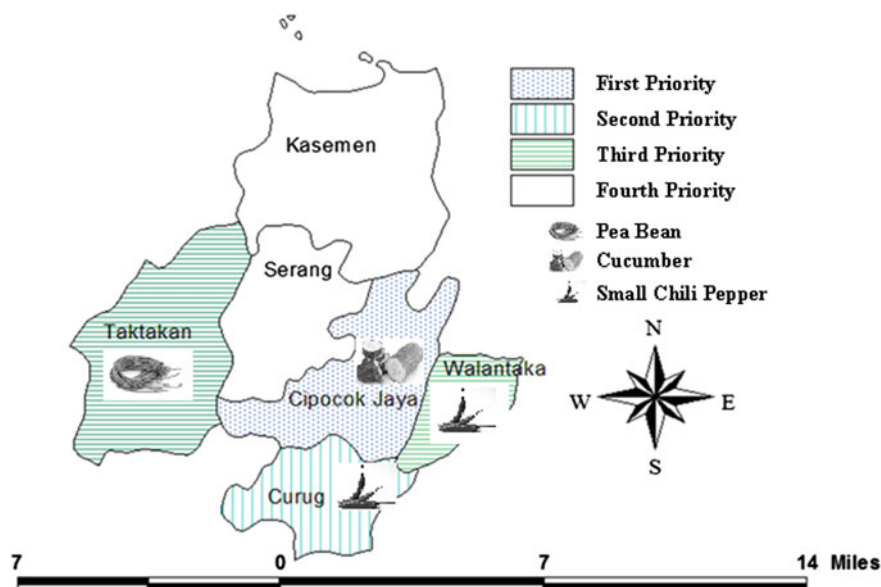 Kasemen
Serang
Taktakan
Cipocok Jaya
Walantaka
Curug
First Priority
Second Priority
Third Priority
Fourth Priority
Pea Bean
Cucumber
Small Chili Pepper
N
W E
S
7 0 7 14 Miles